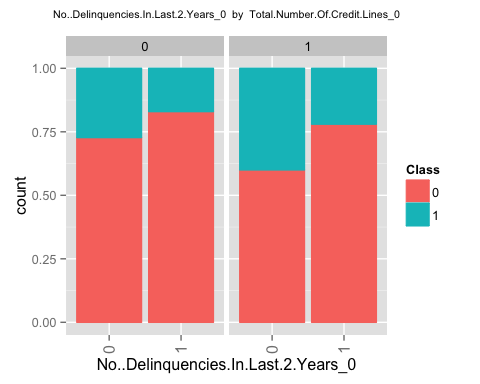 No..Delinquencies.In.Last.2.Years_0 by Total.Number.Of.Credit.Lines_0
0 1
1.00
0.75
0.50
0.25
0.00
count
0 1 0 1
No..Delinquencies.In.Last.2.Years_0
Class
0
1